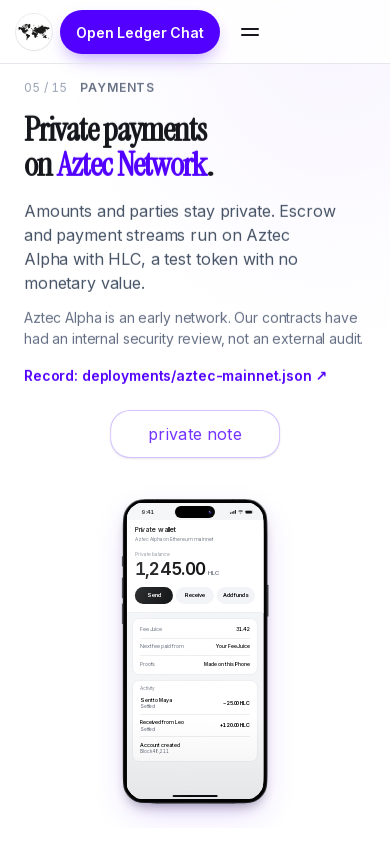 Open Ledger Chat
05 / 15 PAYMENTS
Private payments
on Aztec Network.
Amounts and parties stay private. Escrow
and payment streams run on Aztec
Alpha with HLC, a test token with no
monetary value.
Aztec Alpha is an early network. Our contracts have
had an internal security review, not an external audit.
Record: deployments/aztec-mainnet.json ↗
private note
9:41
Private wallet
Aztec Alpha on Ethereum mainnet
Private balance
1,245.00 HLC
Send Receive Add funds
Fee Juice 31.42
Next fee paid from Your Fee Juice
Proofs Made on this Phone
Activity
Sent to Maya −25.00 HLC
Settled
Received from Leo +120.00 HLC
Settled
Account created
Block 48,211